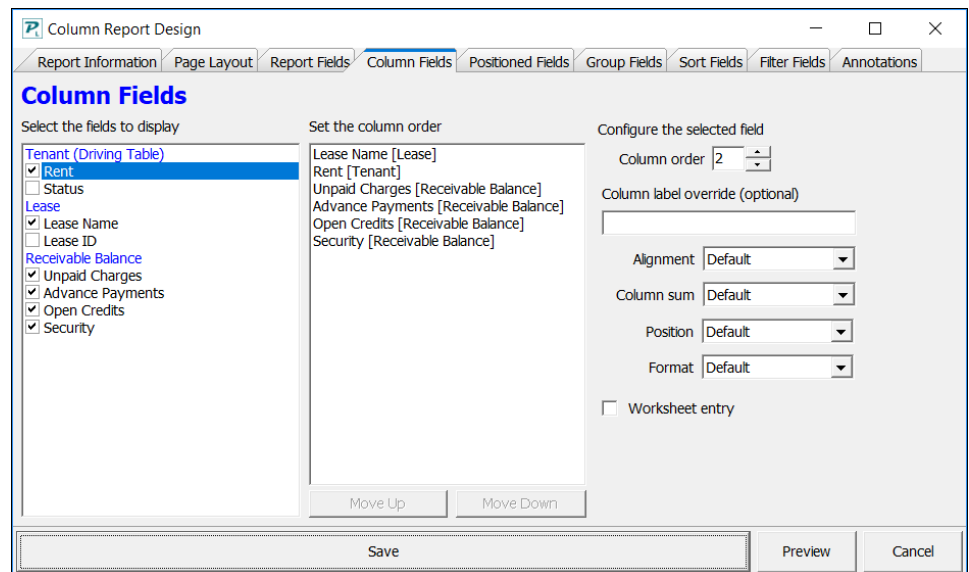 Column Report Design
Report Information Page Layout Report Fields Column Fields Positioned Fields Group Fields Sort Fields Filter Fields Annotations
Column Fields
Select the fields to display
Tenant (Driving Table)
Rent
Status
Lease
Lease Name
Lease ID
Receivable Balance
Unpaid Charges
Advance Payments
Open Credits
Security
Set the column order
Lease Name [Lease]
Rent [Tenant]
Unpaid Charges [Receivable Balance]
Advance Payments [Receivable Balance]
Open Credits [Receivable Balance]
Security [Receivable Balance]
Move Up Move Down
Configure the selected field
Column order 2
Column label override (optional)
Alignment Default
Column sum Default
Position Default
Format Default
Worksheet entry
Save Preview Cancel